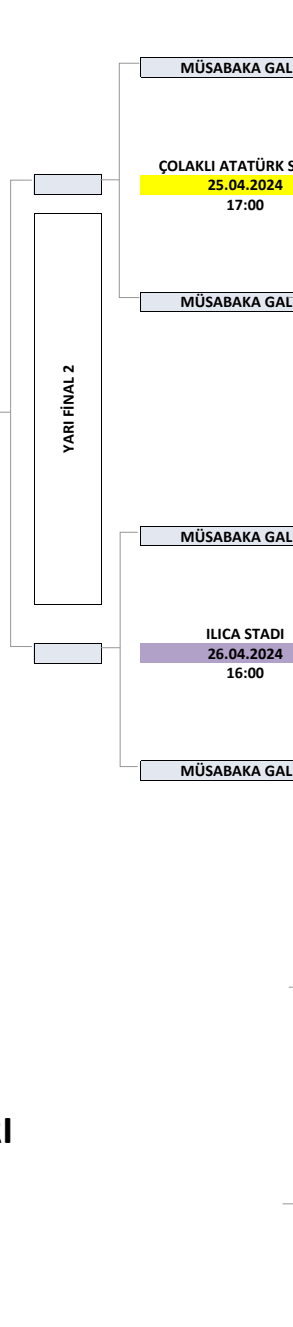 MÜSABAKA GAL
ÇOLAKLI ATATÜRK S
25.04.2024
17:00
MÜSABAKA GAL
YARI FİNAL 2
MÜSABAKA GAL
ILICA STADI
26.04.2024
16:00
MÜSABAKA GAL
I